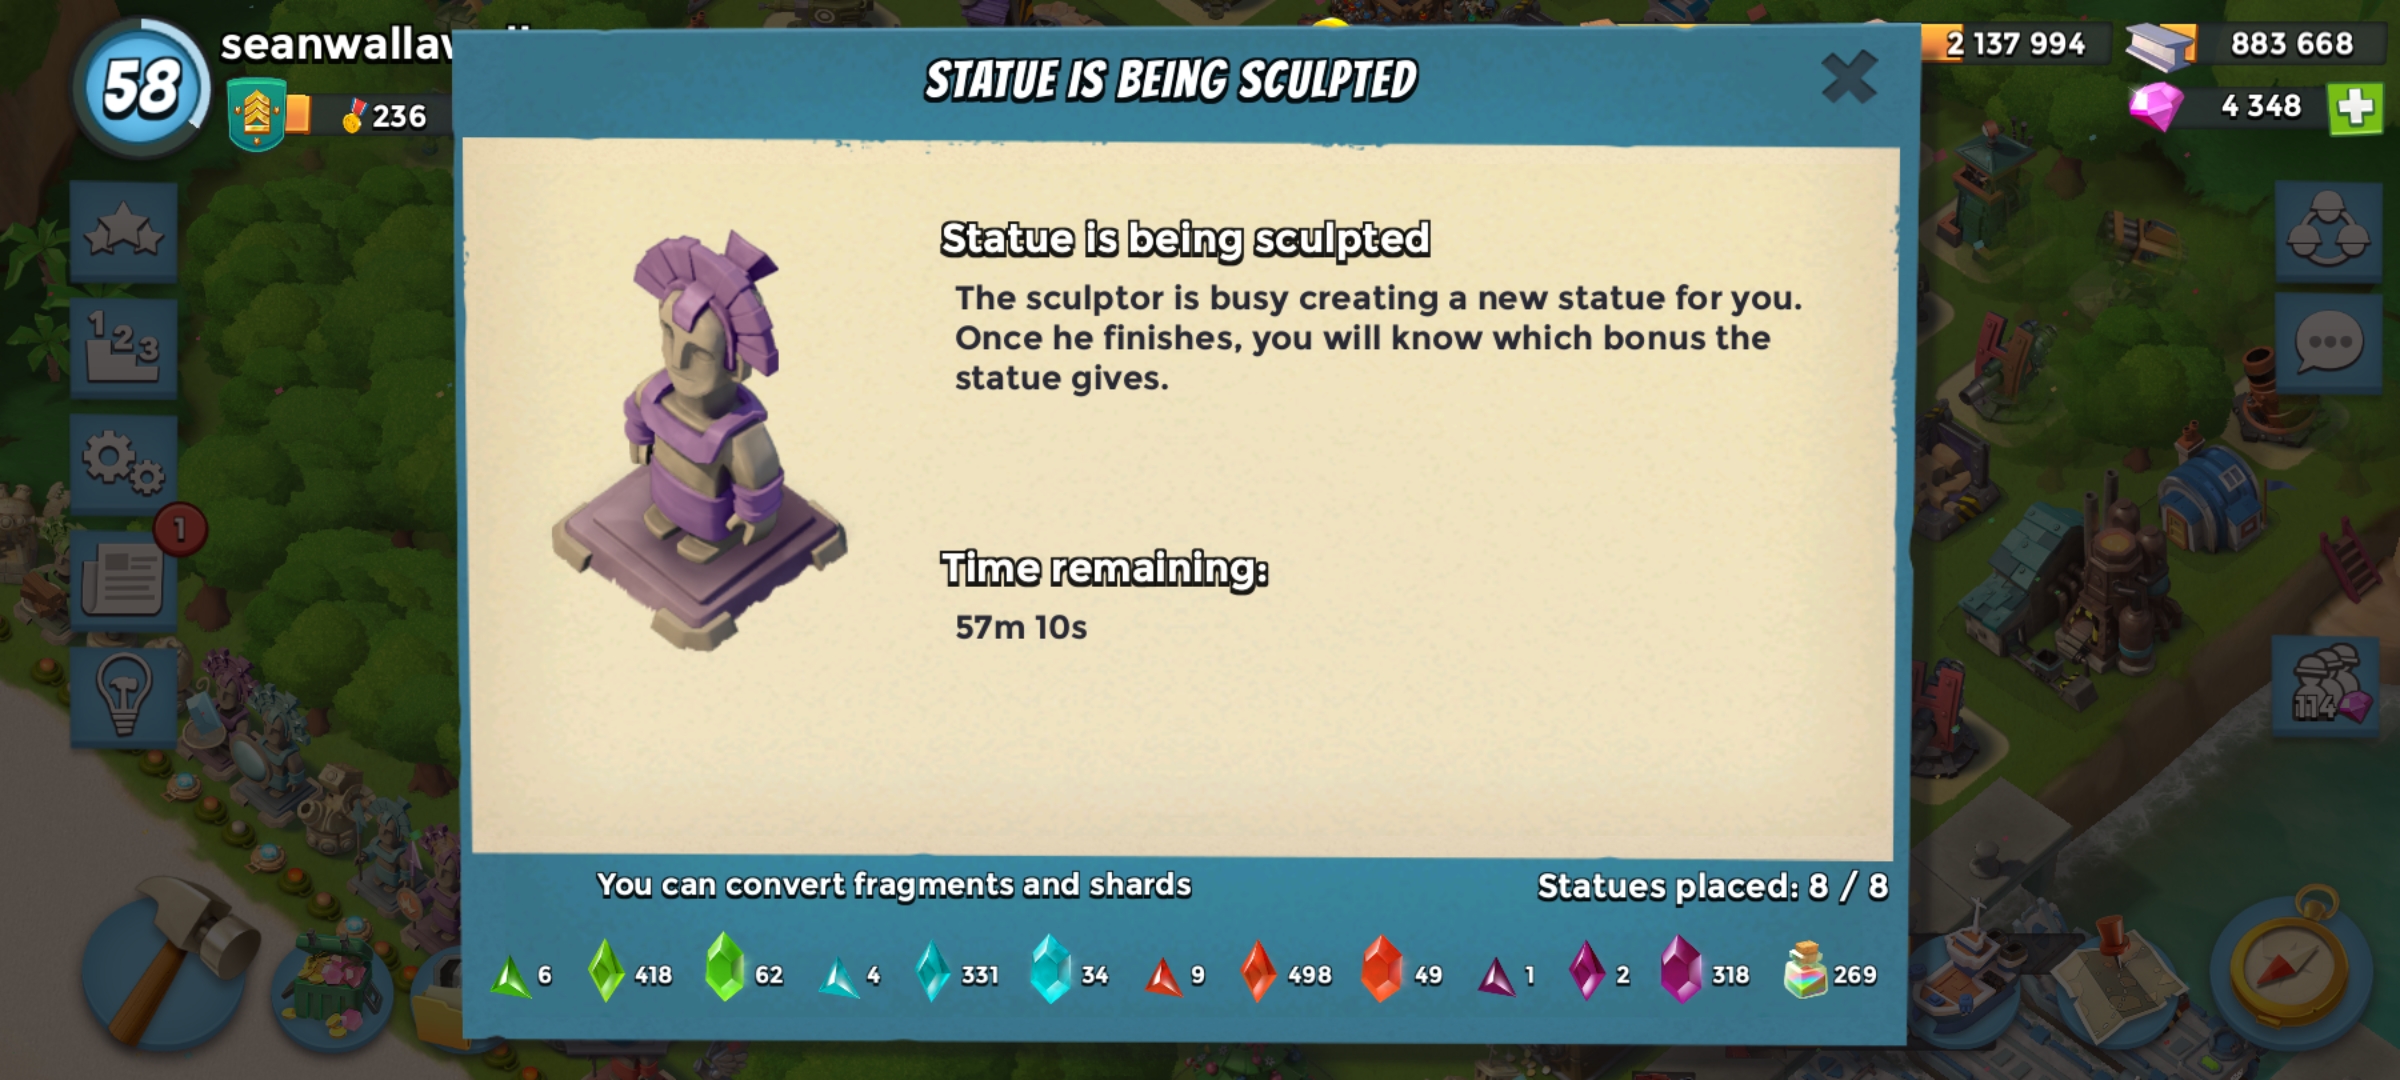 58
236
STATUE IS BEING SCULPTED
2 137 994
883 668
4 348
Statue is being sculpted
The sculptor is busy creating a new statue for you.
Once he finishes, you will know which bonus the
statue gives.
123
1
Time remaining:
57m 10s
114
You can convert fragments and shards
Statues placed: 8 / 8
6
418
62
4
331
34
9
498
49
1
2
318
269